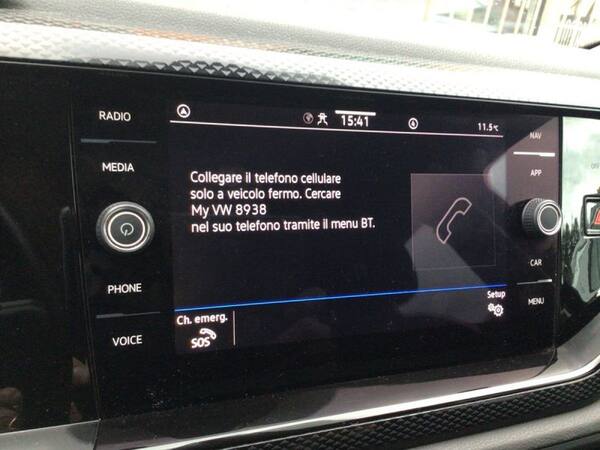 RADIO
MEDIA
PHONE
VOICE
15:41
11.5°C
Collegare il telefono cellulare
solo a veicolo fermo. Cercare
My VW 8938
nel suo telefono tramite il menu BT.
Ch. emerg.
SOS
Setup
NAV
APP
CAR
MENU